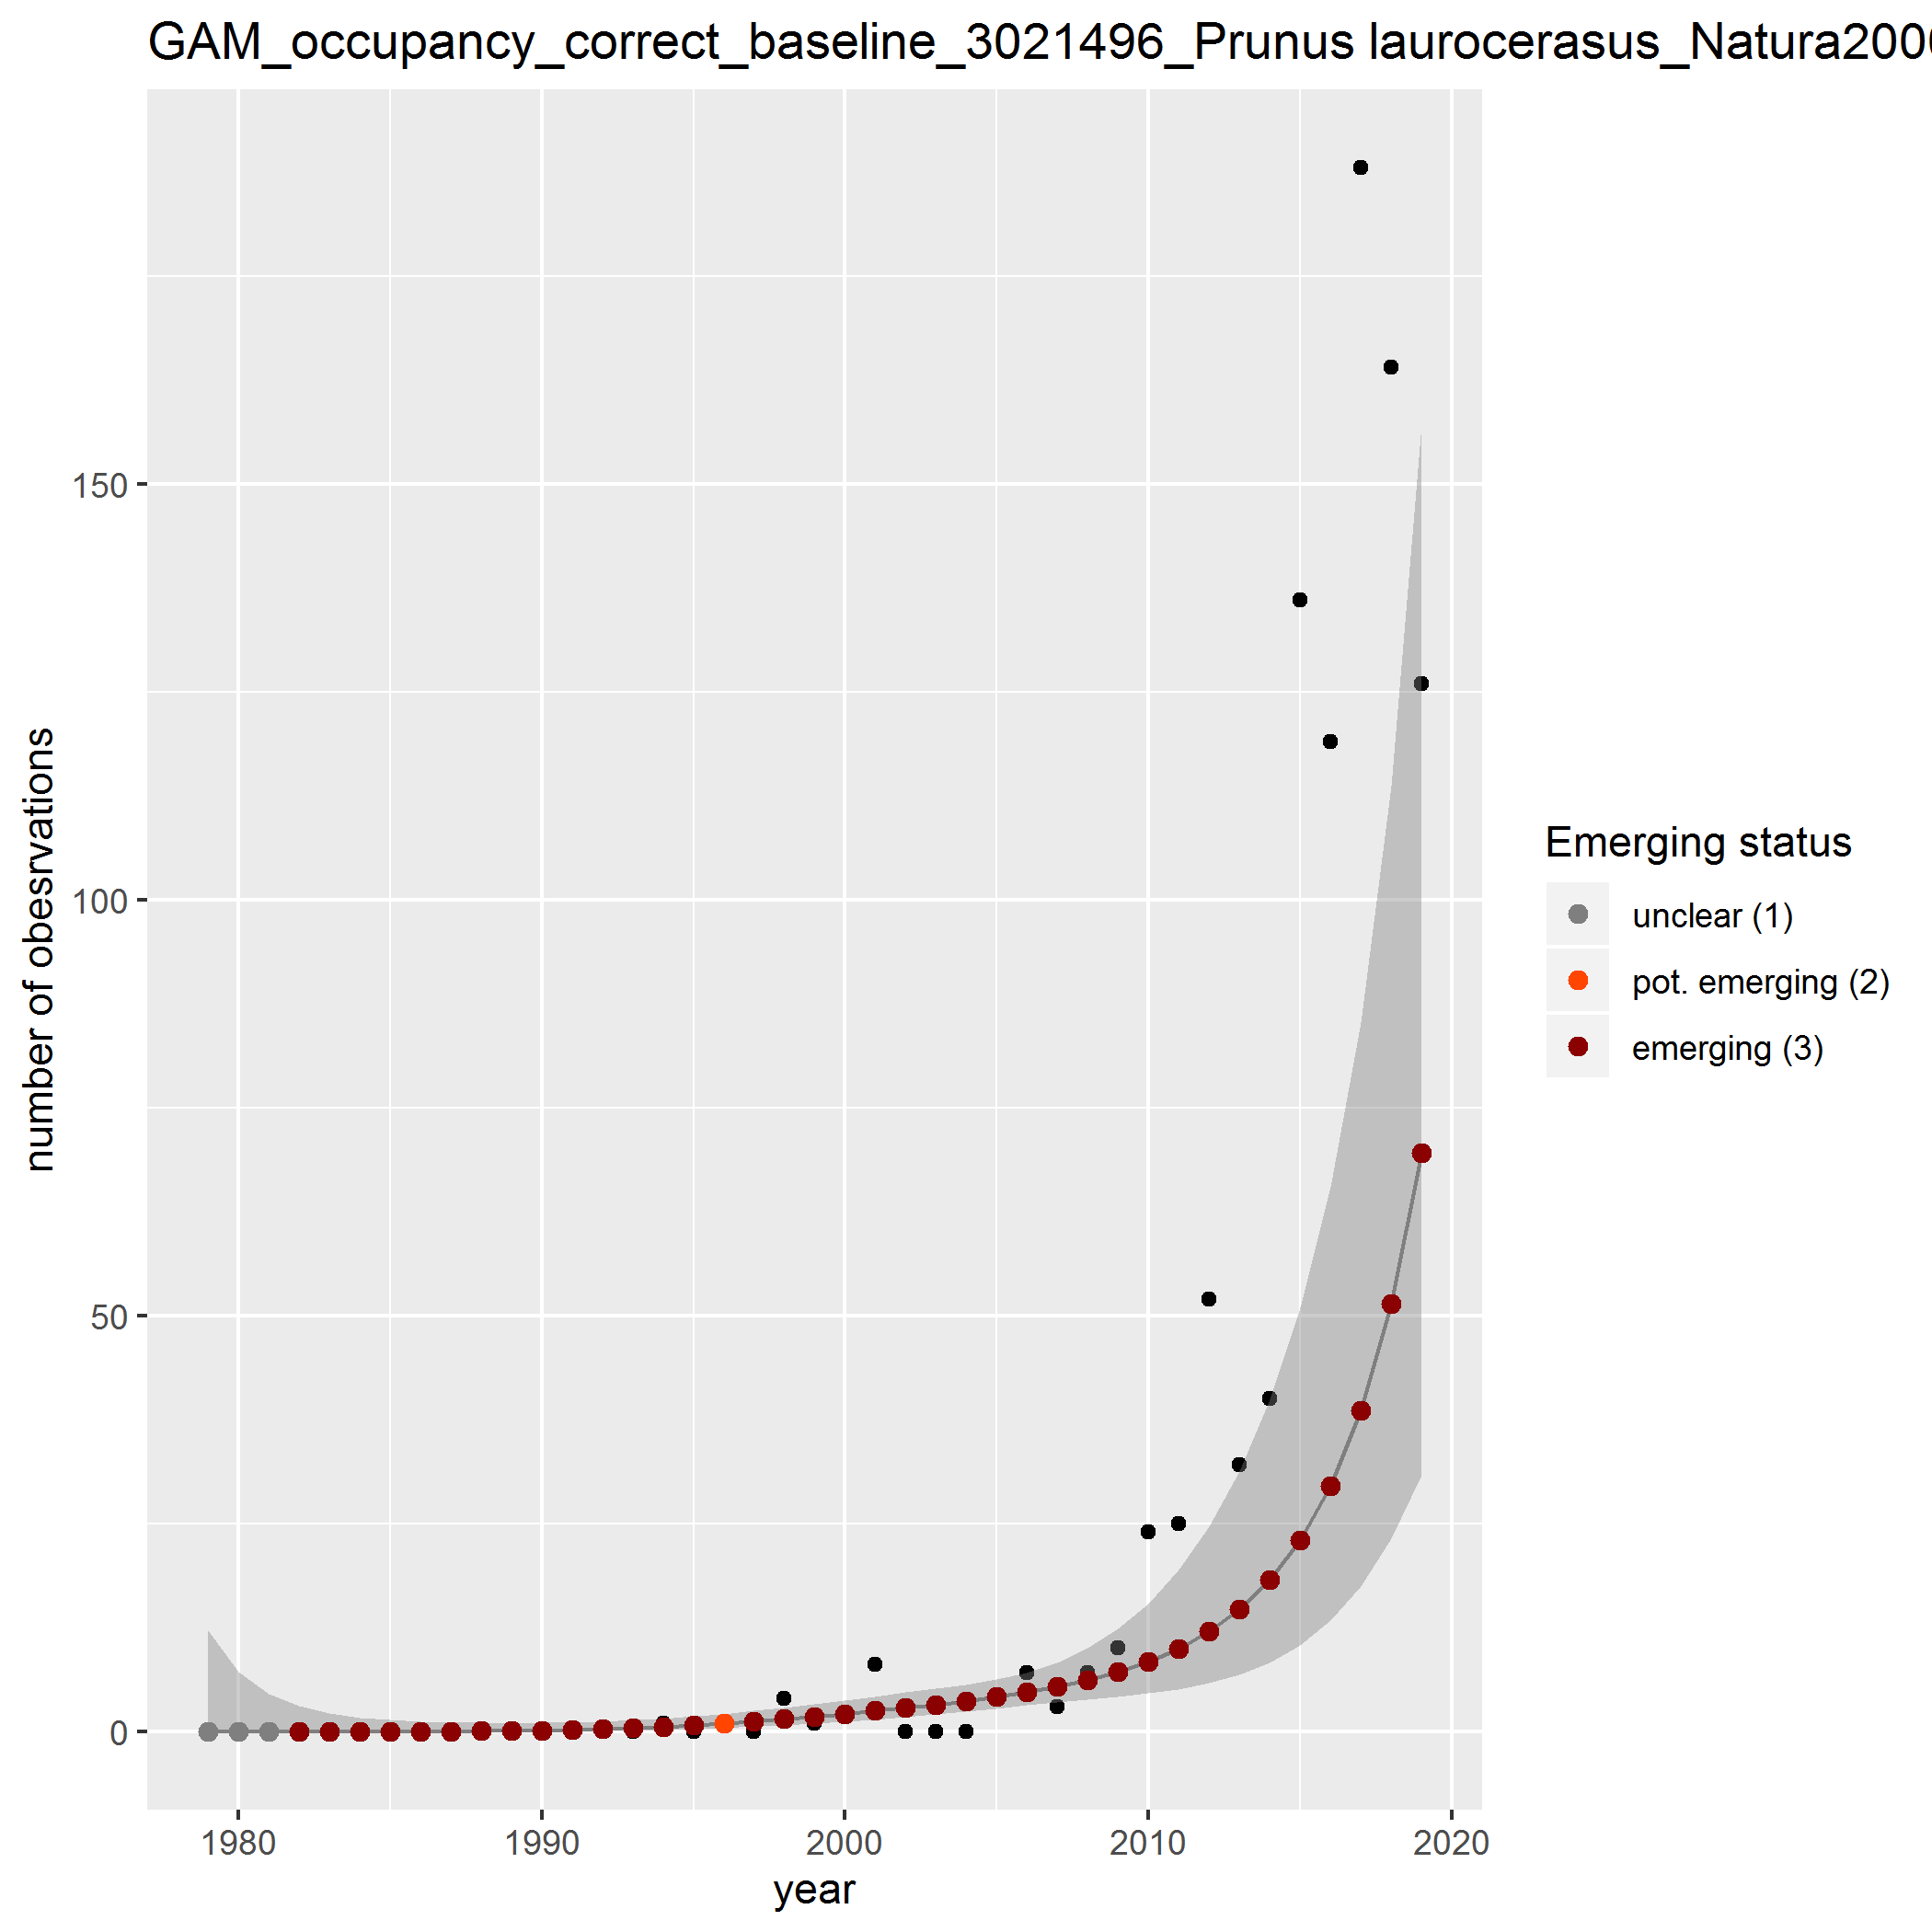 GAM_occupancy_correct_baseline_3021496_Prunus laurocerasus_Natura200
150
100
50
0
number of obesrvations
1980 1990 2000 2010 2020
year
Emerging status
unclear (1)
pot. emerging (2)
emerging (3)